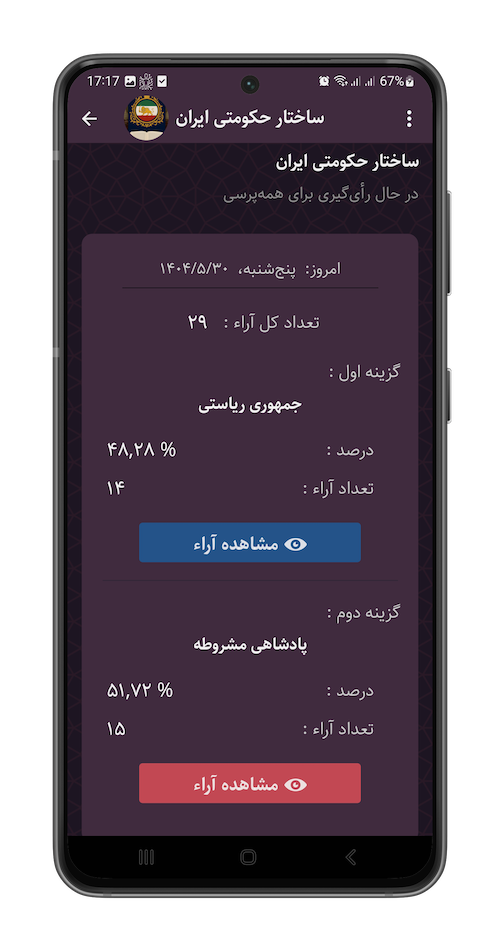 17:17
67%
ساختار حکومتی ایران
ساختار حکومتی ایران
در حال رأی‌گیری برای همه‌پرسی
امروز: پنج‌شنبه، ۱۴۰۴/۵/۳۰
تعداد کل آراء : ۲۹
گزینه اول :
جمهوری ریاستی
درصد : ۴۸,۲۸ %
تعداد آراء : ۱۴
مشاهده آراء
گزینه دوم :
پادشاهی مشروطه
درصد : ۵۱,۷۲ %
تعداد آراء : ۱۵
مشاهده آراء